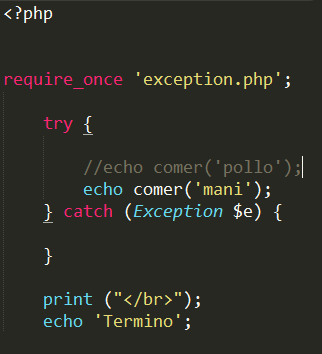 <?php
require_once 'exception.php';
try {
//echo comer('pollo');
echo comer('mani');
} catch (Exception $e) {
}
print ("</br>");
echo 'Termino';